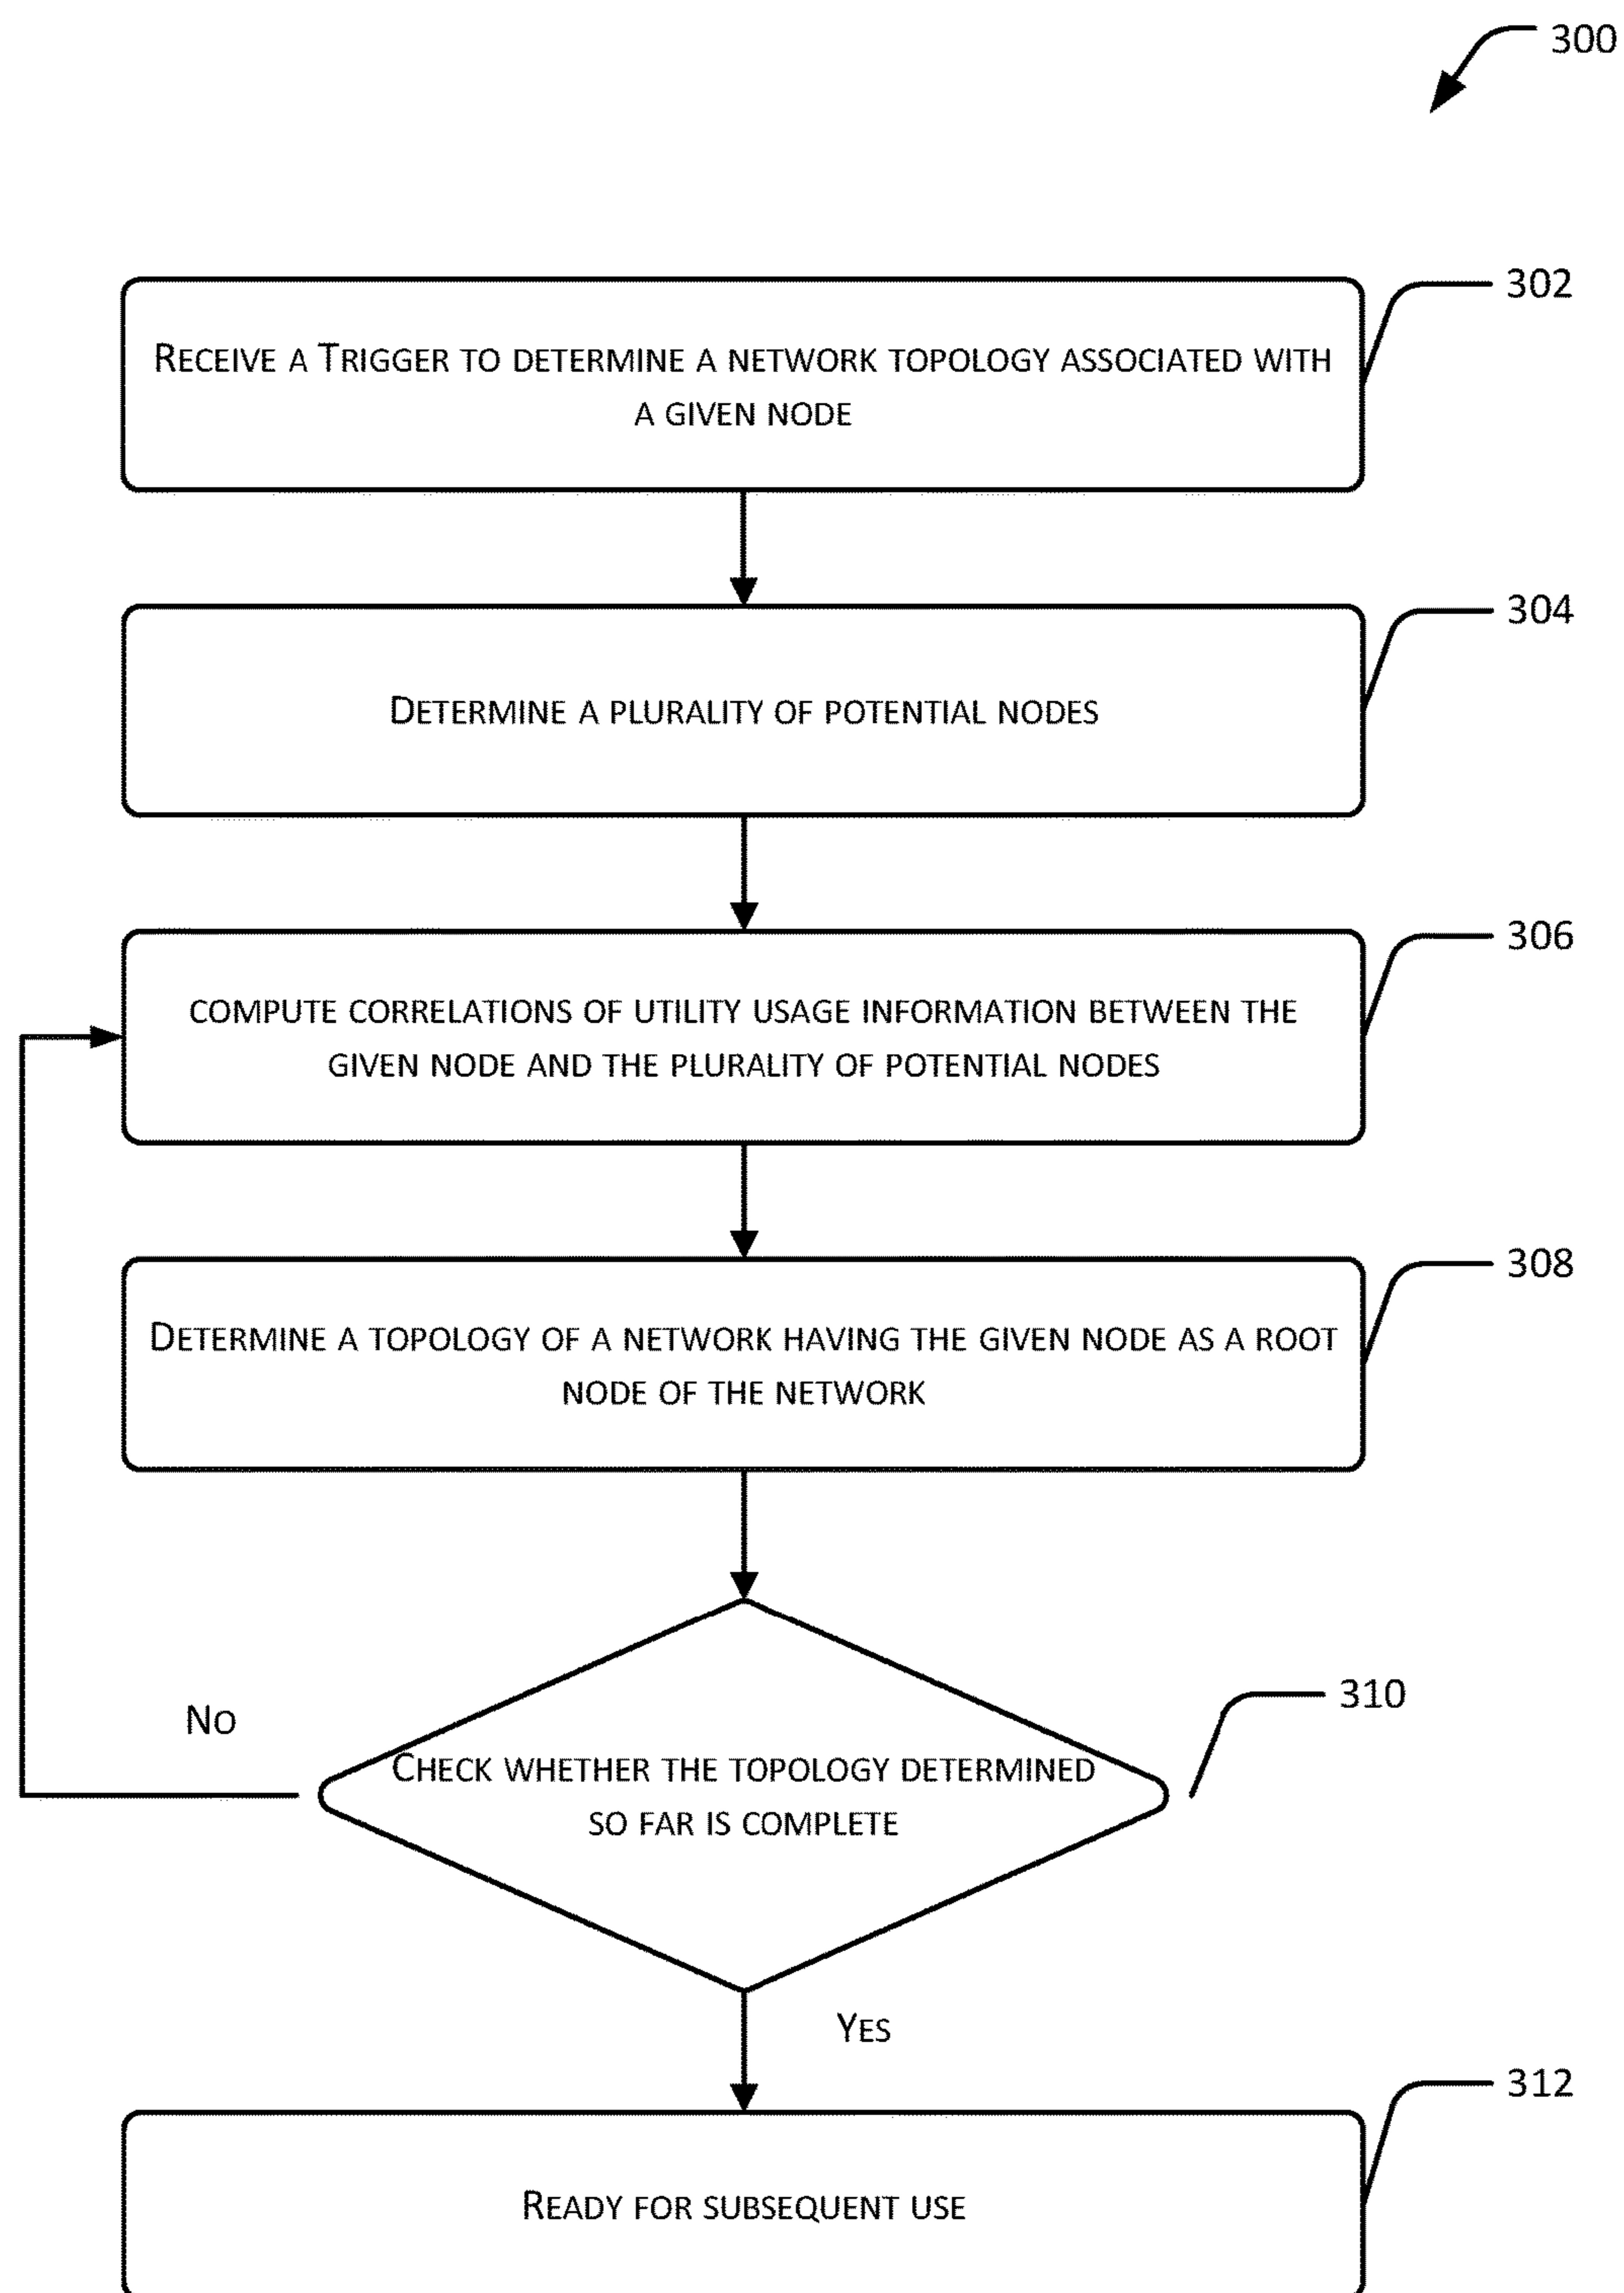 300
302
RECEIVE A TRIGGER TO DETERMINE A NETWORK TOPOLOGY ASSOCIATED WITH
A GIVEN NODE
304
DETERMINE A PLURALITY OF POTENTIAL NODES
306
COMPUTE CORRELATIONS OF UTILITY USAGE INFORMATION BETWEEN THE
GIVEN NODE AND THE PLURALITY OF POTENTIAL NODES
308
DETERMINE A TOPOLOGY OF A NETWORK HAVING THE GIVEN NODE AS A ROOT
NODE OF THE NETWORK
310
NO
CHECK WHETHER THE TOPOLOGY DETERMINED
SO FAR IS COMPLETE
YES
312
READY FOR SUBSEQUENT USE